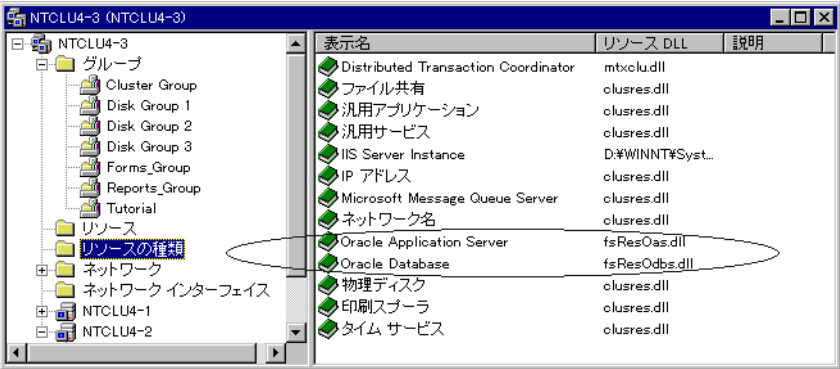 NTCLU4-3 (NTCLU4-3)
NTCLU4-3
グループ
Cluster Group
Disk Group 1
Disk Group 2
Disk Group 3
Forms_Group
Reports_Group
Tutorial
リソース
リソースの種類
ネットワーク
ネットワーク インターフェイス
NTCLU4-1
NTCLU4-2
表示名 リソース DLL 説明
Distributed Transaction Coordinator mtxclu.dll
ファイル共有 clusres.dll
汎用アプリケーション clusres.dll
汎用サービス clusres.dll
IIS Server Instance D:¥WINNT¥Syst...
IP アドレス clusres.dll
Microsoft Message Queue Server clusres.dll
ネットワーク名 clusres.dll
Oracle Application Server fsResOas.dll
Oracle Database fsResOdbs.dll
物理ディスク clusres.dll
印刷スプーラ clusres.dll
タイム サービス clusres.dll